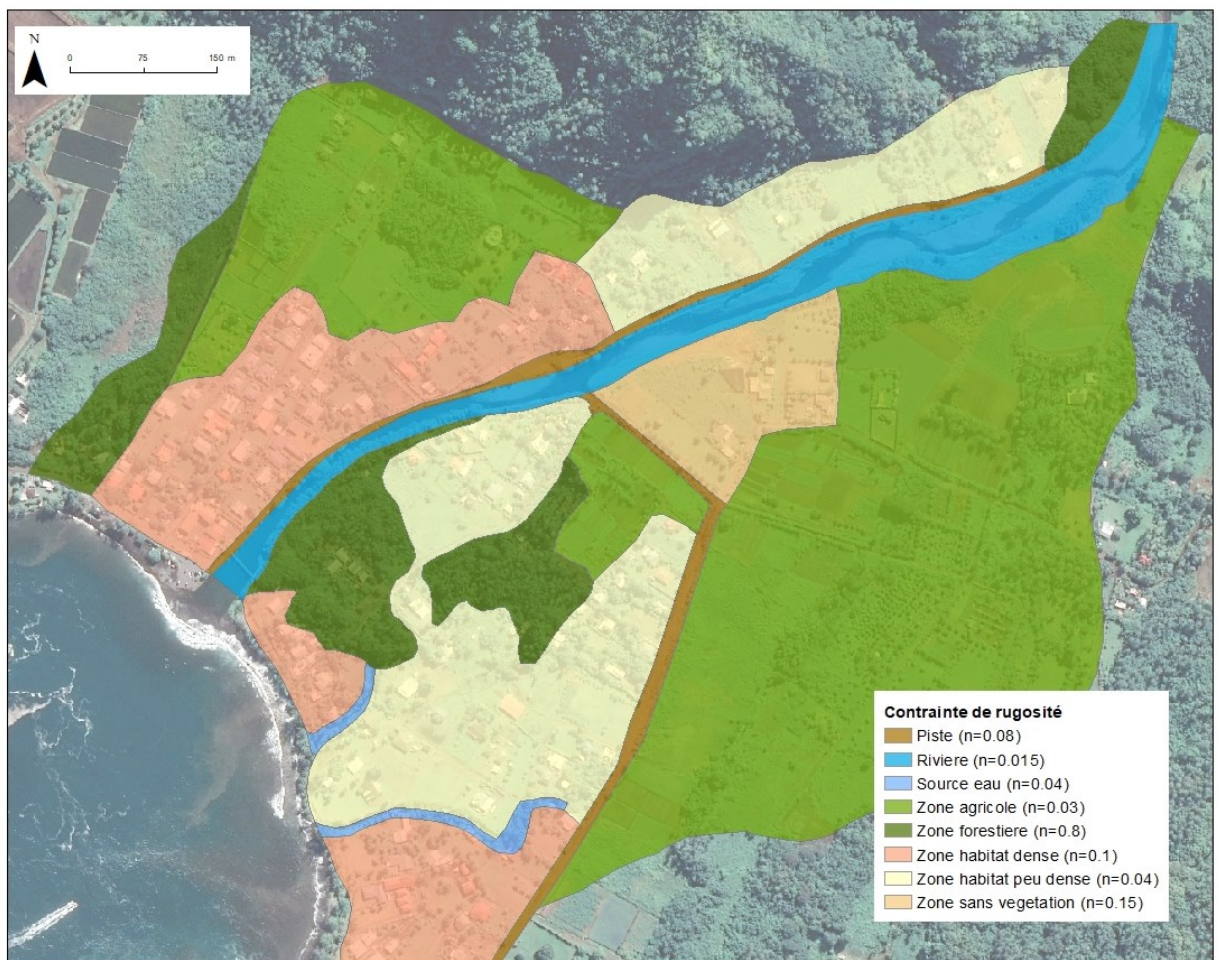 N
0 75 150 m
Contrainte de rugosité
Piste (n=0.08)
Riviere (n=0.015)
Source eau (n=0.04)
Zone agricole (n=0.03)
Zone forestiere (n=0.8)
Zone habitat dense (n=0.1)
Zone habitat peu dense (n=0.04)
Zone sans vegetation (n=0.15)